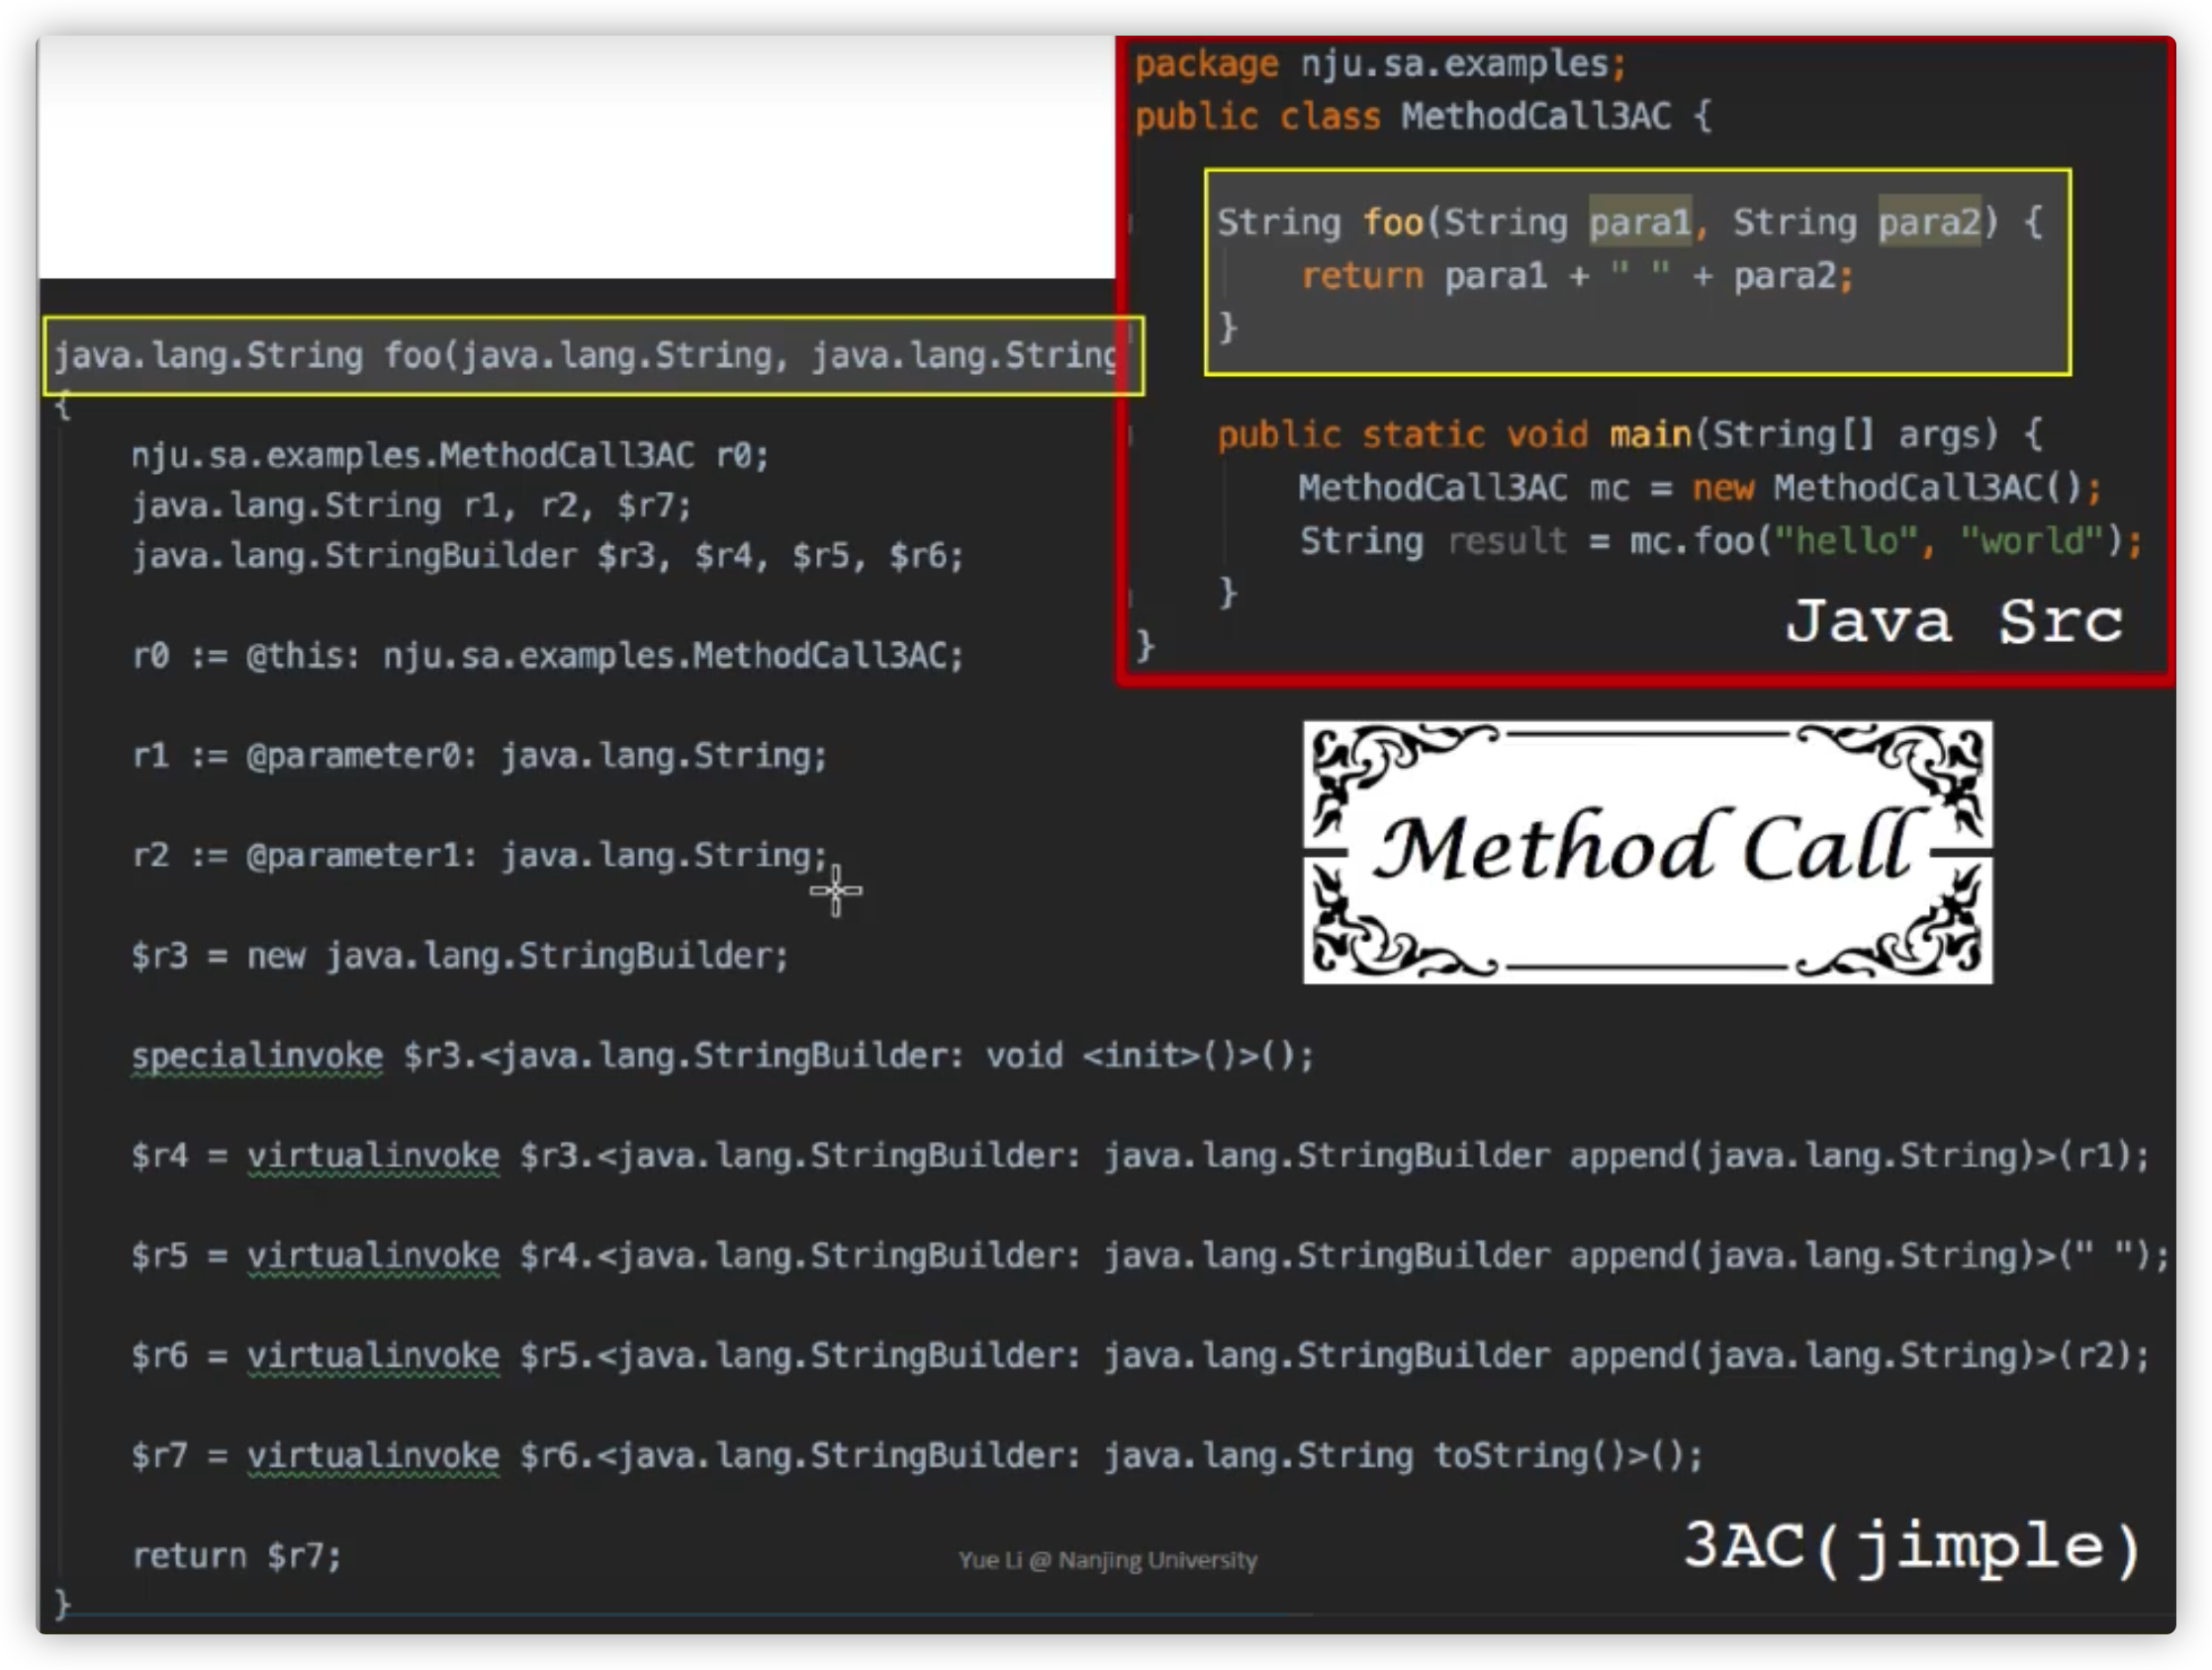 package nju.sa.examples;
public class MethodCall3AC {
String foo(String para1, String para2) {
return para1 + " " + para2;
}
public static void main(String[] args) {
MethodCall3AC mc = new MethodCall3AC();
String result = mc.foo("hello", "world");
}
}
Java Src
java.lang.String foo(java.lang.String, java.lang.String
{
nju.sa.examples.MethodCall3AC r0;
java.lang.String r1, r2, $r7;
java.lang.StringBuilder $r3, $r4, $r5, $r6;
r0 := @this: nju.sa.examples.MethodCall3AC;
r1 := @parameter0: java.lang.String;
r2 := @parameter1: java.lang.String;
$r3 = new java.lang.StringBuilder;
specialinvoke $r3.<java.lang.StringBuilder: void <init>()>();
$r4 = virtualinvoke $r3.<java.lang.StringBuilder: java.lang.StringBuilder append(java.lang.String)>(r1);
$r5 = virtualinvoke $r4.<java.lang.StringBuilder: java.lang.StringBuilder append(java.lang.String)>(" ");
$r6 = virtualinvoke $r5.<java.lang.StringBuilder: java.lang.StringBuilder append(java.lang.String)>(r2);
$r7 = virtualinvoke $r6.<java.lang.StringBuilder: java.lang.String toString()>();
return $r7;
}
Method Call
Yue Li @ Nanjing University
3AC(jimple)